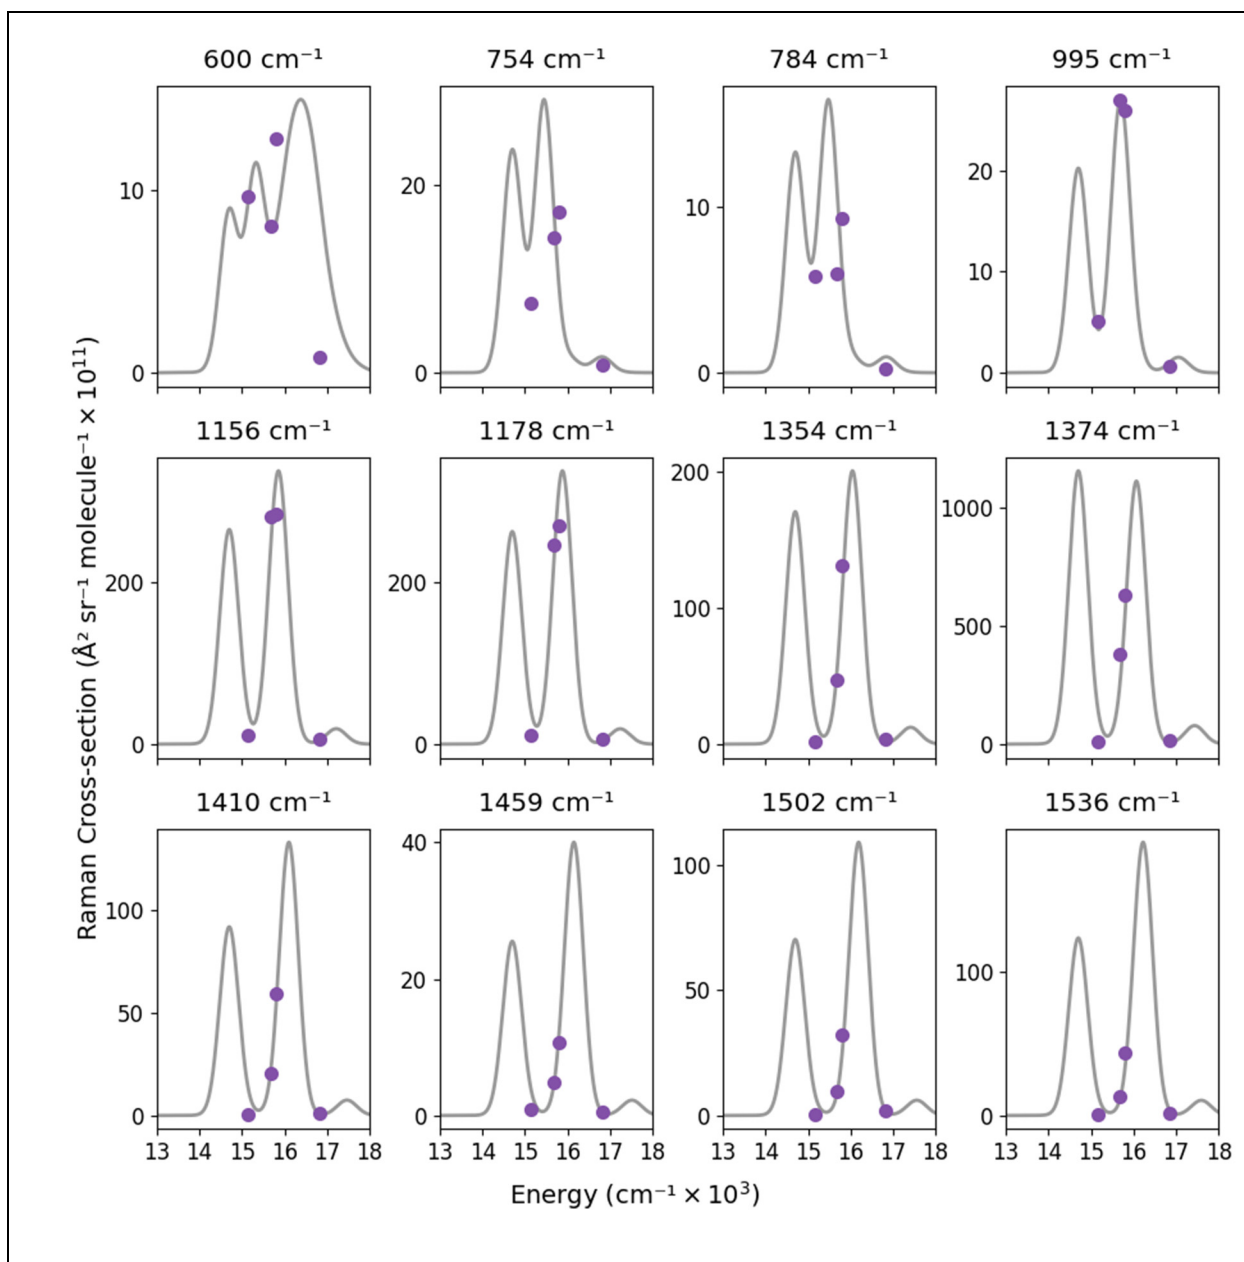 600 cm⁻¹
754 cm⁻¹
784 cm⁻¹
995 cm⁻¹
10
0
20
0
10
0
20
10
0
1156 cm⁻¹
1178 cm⁻¹
1354 cm⁻¹
1374 cm⁻¹
Raman Cross-section (Å² sr⁻¹ molecule⁻¹ × 10¹¹)
200
0
200
0
200
100
0
1000
500
0
1410 cm⁻¹
1459 cm⁻¹
1502 cm⁻¹
1536 cm⁻¹
100
50
0
40
20
0
100
50
0
100
0
13 14 15 16 17 18
13 14 15 16 17 18
13 14 15 16 17 18
13 14 15 16 17 18
Energy (cm⁻¹ × 10³)